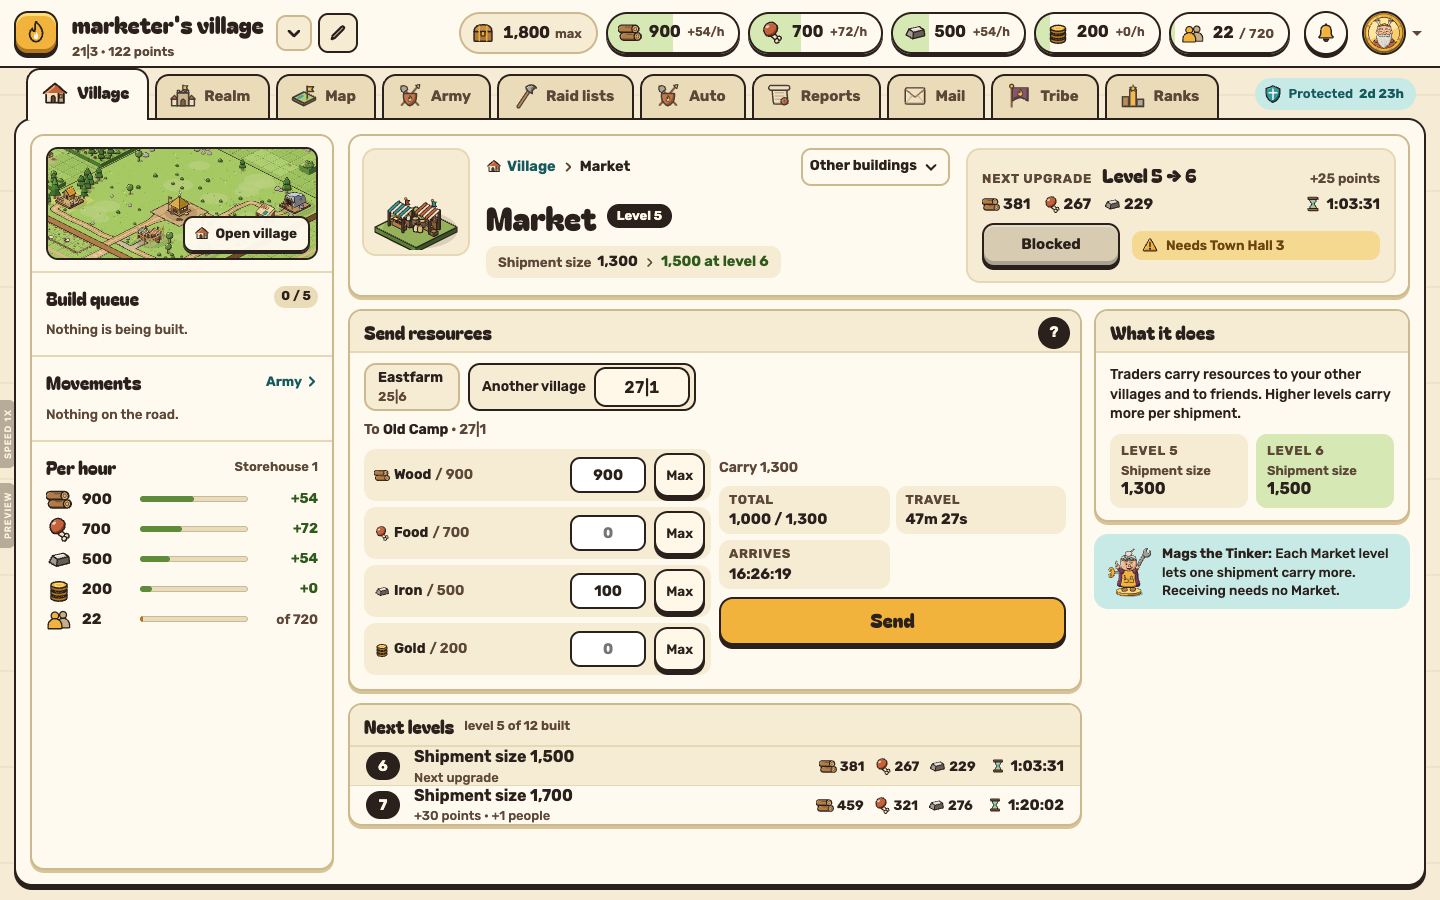 marketer's village
21|3 • 122 points
1,800 max
900 +54/h
700 +72/h
500 +54/h
200 +0/h
22 / 720
Village
Realm
Map
Army
Raid lists
Auto
Reports
Mail
Tribe
Ranks
Protected 2d 23h
SPEED 1X
PREVIEW
Open village
Build queue 0 / 5
Nothing is being built.
Movements Army
Nothing on the road.
Per hour Storehouse 1
900 +54
700 +72
500 +54
200 +0
22 of 720
Village > Market
Other buildings
Market Level 5
Shipment size 1,300 > 1,500 at level 6
NEXT UPGRADE Level 5 → 6 +25 points
381 267 229 1:03:31
Blocked
Needs Town Hall 3
Send resources ?
Eastfarm
25|6
Another village 27|1
To Old Camp • 27|1
Wood / 900 900 Max
Food / 700 0 Max
Iron / 500 100 Max
Gold / 200 0 Max
Carry 1,300
TOTAL
1,000 / 1,300
TRAVEL
47m 27s
ARRIVES
16:26:19
Send
What it does
Traders carry resources to your other
villages and to friends. Higher levels carry
more per shipment.
LEVEL 5
Shipment size
1,300
LEVEL 6
Shipment size
1,500
Mags the Tinker: Each Market level
lets one shipment carry more.
Receiving needs no Market.
Next levels level 5 of 12 built
6 Shipment size 1,500 381 267 229 1:03:31
Next upgrade
7 Shipment size 1,700 459 321 276 1:20:02
+30 points • +1 people